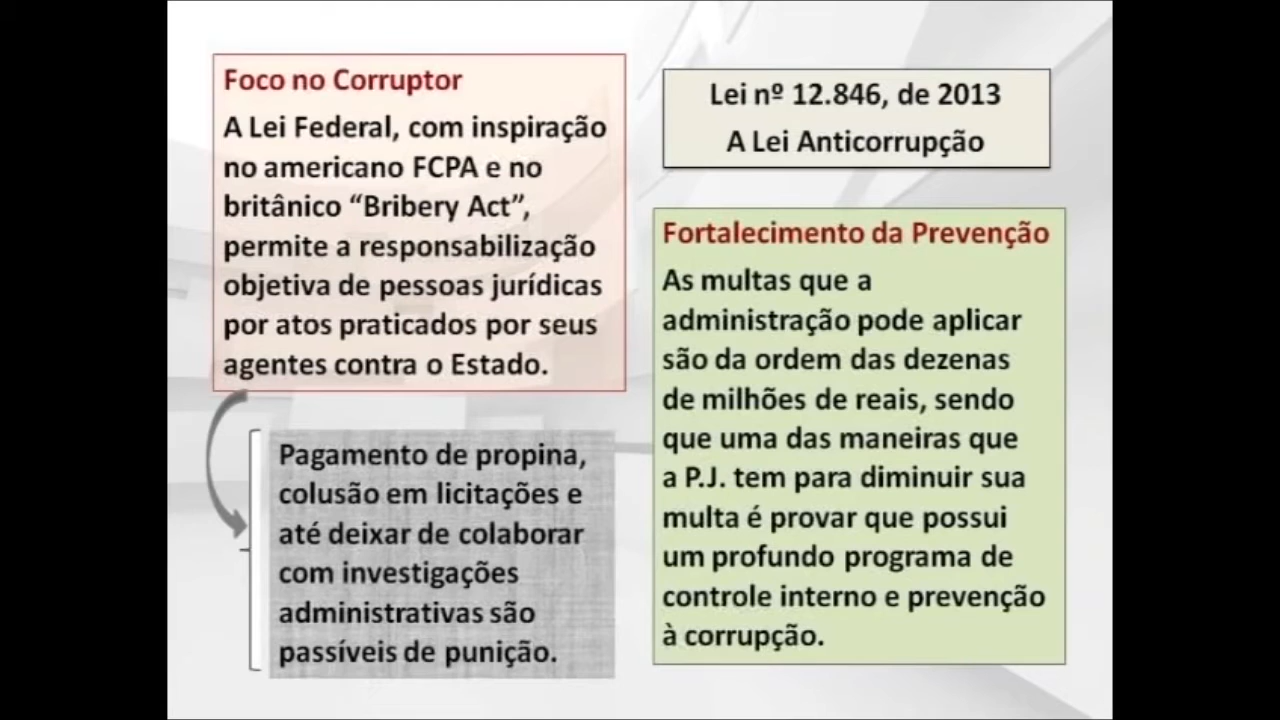 Foco no Corruptor
A Lei Federal, com inspiração
no americano FCPA e no
britânico “Bribery Act”,
permite a responsabilização
objetiva de pessoas jurídicas
por atos praticados por seus
agentes contra o Estado.
Pagamento de propina,
colusão em licitações e
até deixar de colaborar
com investigações
administrativas são
passíveis de punição.
Lei nº 12.846, de 2013
A Lei Anticorrupção
Fortalecimento da Prevenção
As multas que a
administração pode aplicar
são da ordem das dezenas
de milhões de reais, sendo
que uma das maneiras que
a P.J. tem para diminuir sua
multa é provar que possui
um profundo programa de
controle interno e prevenção
à corrupção.